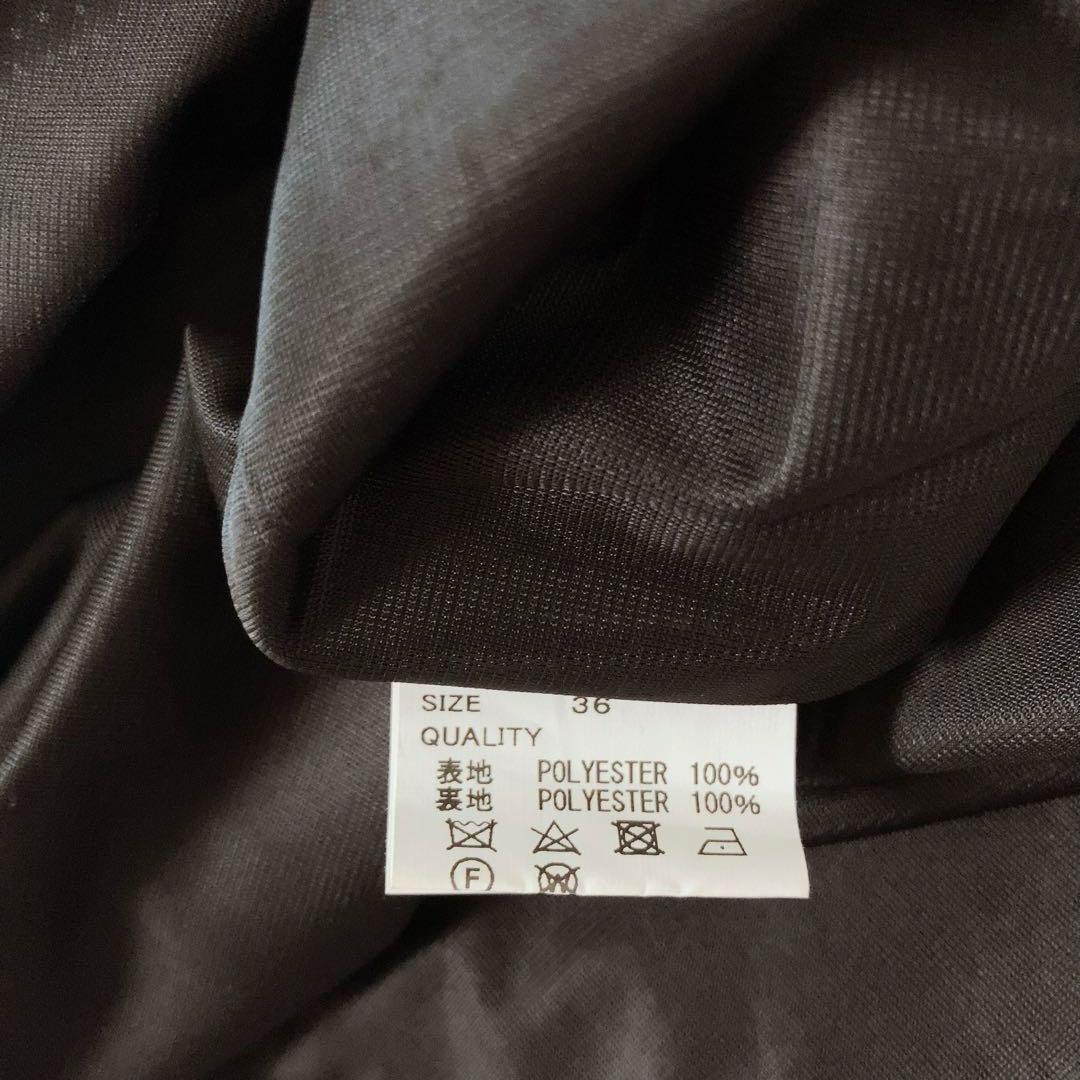 SIZE 36
QUALITY
表地 POLYESTER 100%
裏地 POLYESTER 100%
F W